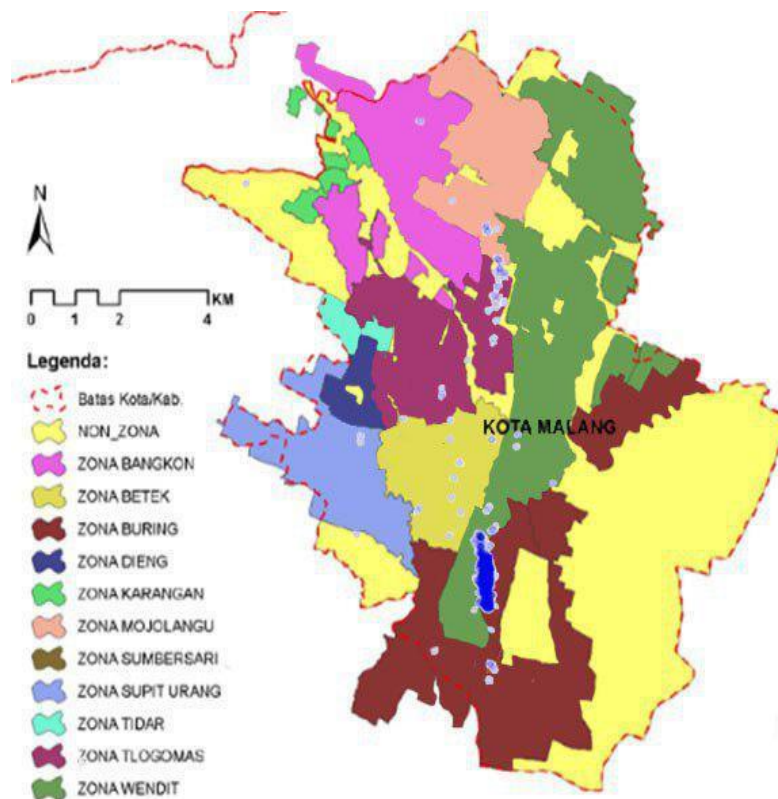 N
KM
0 1 2 4
Legenda:
Batas Kota/Kab.
NON_ZONA
ZONA BANGKON
ZONA BETEK
ZONA BURING
ZONA DIENG
ZONA KARANGAN
ZONA MOJOLANGU
ZONA SUMBERSARI
ZONA SUPIT URANG
ZONA TIDAR
ZONA TLOGOMAS
ZONA WENDIT
KOTA MALANG